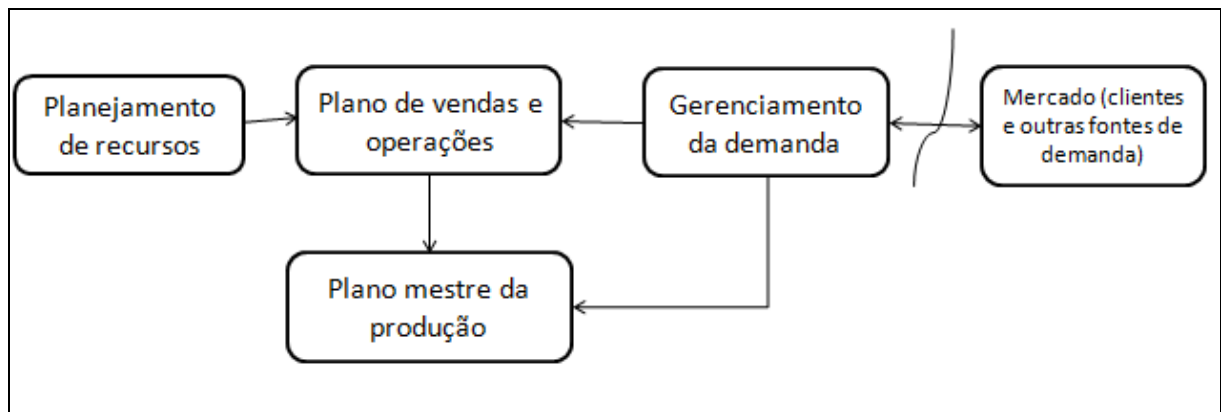 Planejamento
de recursos
Plano de vendas e
operações
Gerenciamento
da demanda
Mercado (clientes
e outras fontes de
demanda)
Plano mestre da
produção